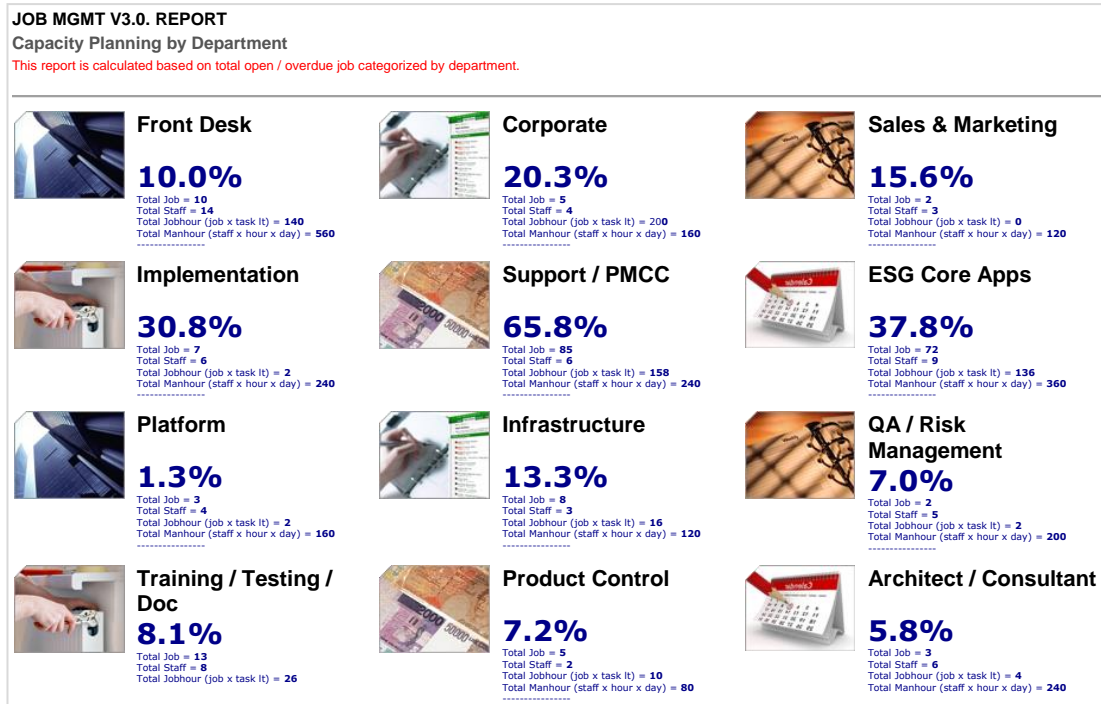 JOB MGMT V3.0. REPORT
Capacity Planning by Department
This report is calculated based on total open / overdue job categorized by department.
Front Desk
10.0%
Total Job = 10
Total Staff = 14
Total Jobhour (job x task lt) = 140
Total Manhour (staff x hour x day) = 560
----------------
Corporate
20.3%
Total Job = 5
Total Staff = 4
Total Jobhour (job x task lt) = 200
Total Manhour (staff x hour x day) = 160
----------------
Sales & Marketing
15.6%
Total Job = 2
Total Staff = 3
Total Jobhour (job x task lt) = 0
Total Manhour (staff x hour x day) = 120
----------------
Implementation
30.8%
Total Job = 7
Total Staff = 6
Total Jobhour (job x task lt) = 2
Total Manhour (staff x hour x day) = 240
----------------
Support / PMCC
65.8%
Total Job = 85
Total Staff = 6
Total Jobhour (job x task lt) = 158
Total Manhour (staff x hour x day) = 240
----------------
ESG Core Apps
37.8%
Total Job = 72
Total Staff = 9
Total Jobhour (job x task lt) = 136
Total Manhour (staff x hour x day) = 360
----------------
Platform
1.3%
Total Job = 3
Total Staff = 4
Total Jobhour (job x task lt) = 2
Total Manhour (staff x hour x day) = 160
----------------
Infrastructure
13.3%
Total Job = 8
Total Staff = 3
Total Jobhour (job x task lt) = 16
Total Manhour (staff x hour x day) = 120
----------------
QA / Risk
Management
7.0%
Total Job = 2
Total Staff = 5
Total Jobhour (job x task lt) = 2
Total Manhour (staff x hour x day) = 200
----------------
Training / Testing /
Doc
8.1%
Total Job = 13
Total Staff = 8
Total Jobhour (job x task lt) = 26
Product Control
7.2%
Total Job = 5
Total Staff = 2
Total Jobhour (job x task lt) = 10
Total Manhour (staff x hour x day) = 80
----------------
Architect / Consultant
5.8%
Total Job = 3
Total Staff = 6
Total Jobhour (job x task lt) = 4
Total Manhour (staff x hour x day) = 240